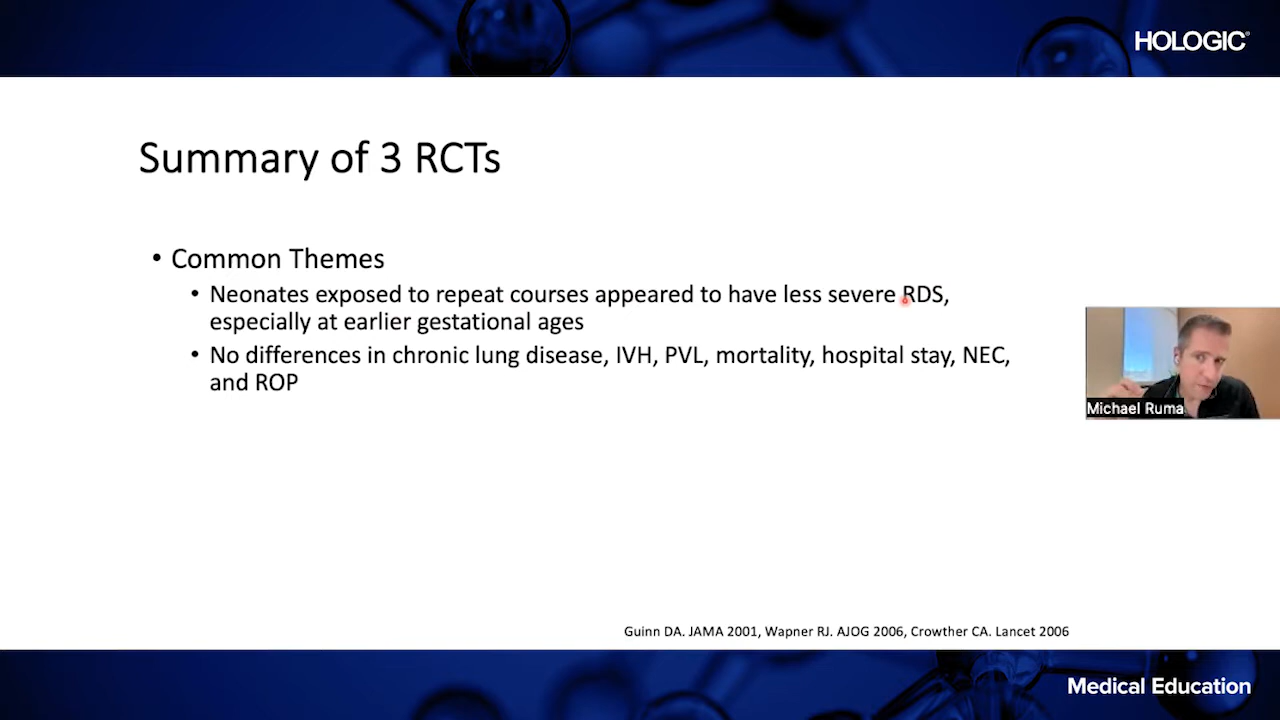 HOLOGIC®
Summary of 3 RCTs
• Common Themes
• Neonates exposed to repeat courses appeared to have less severe RDS,
especially at earlier gestational ages
• No differences in chronic lung disease, IVH, PVL, mortality, hospital stay, NEC,
and ROP
Michael Ruma
Guinn DA. JAMA 2001, Wapner RJ. AJOG 2006, Crowther CA. Lancet 2006
Medical Education